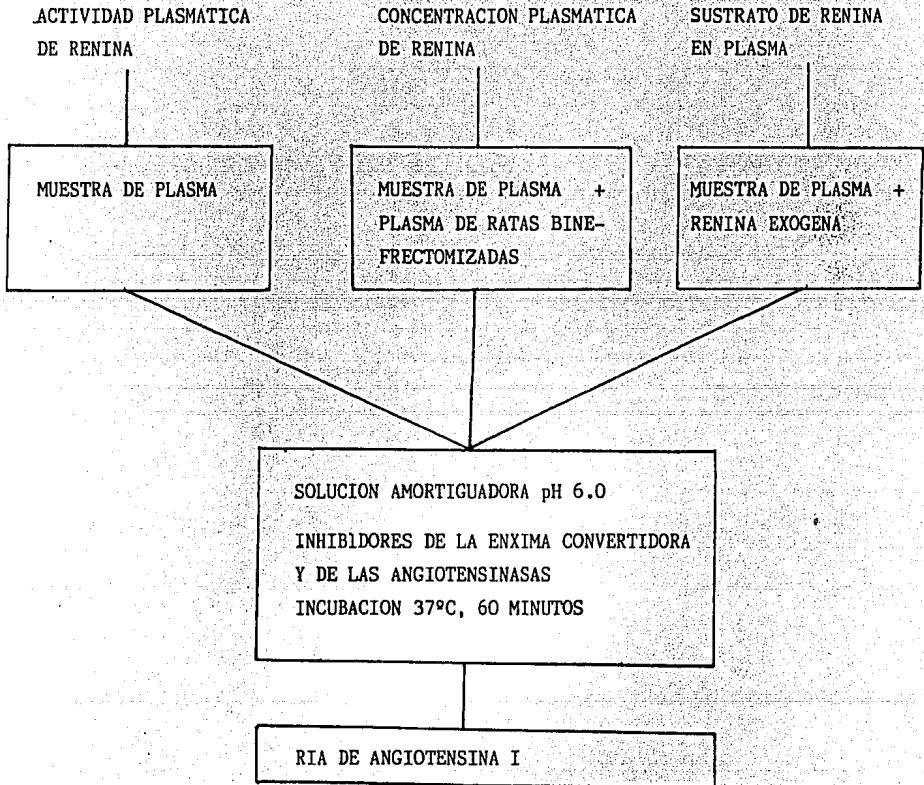 ACTIVIDAD PLASMATICA
DE RENINA
CONCENTRACION PLASMATICA
DE RENINA
SUSTRATO DE RENINA
EN PLASMA
MUESTRA DE PLASMA
MUESTRA DE PLASMA +
PLASMA DE RATAS BINE-
FRECTOMIZADAS
MUESTRA DE PLASMA +
RENINA EXOGENA
SOLUCION AMORTIGUADORA pH 6.0
INHIBIDORES DE LA ENXIMA CONVERTIDORA
Y DE LAS ANGIOTENSINASAS
INCUBACION 37ºC, 60 MINUTOS
RIA DE ANGIOTENSINA I